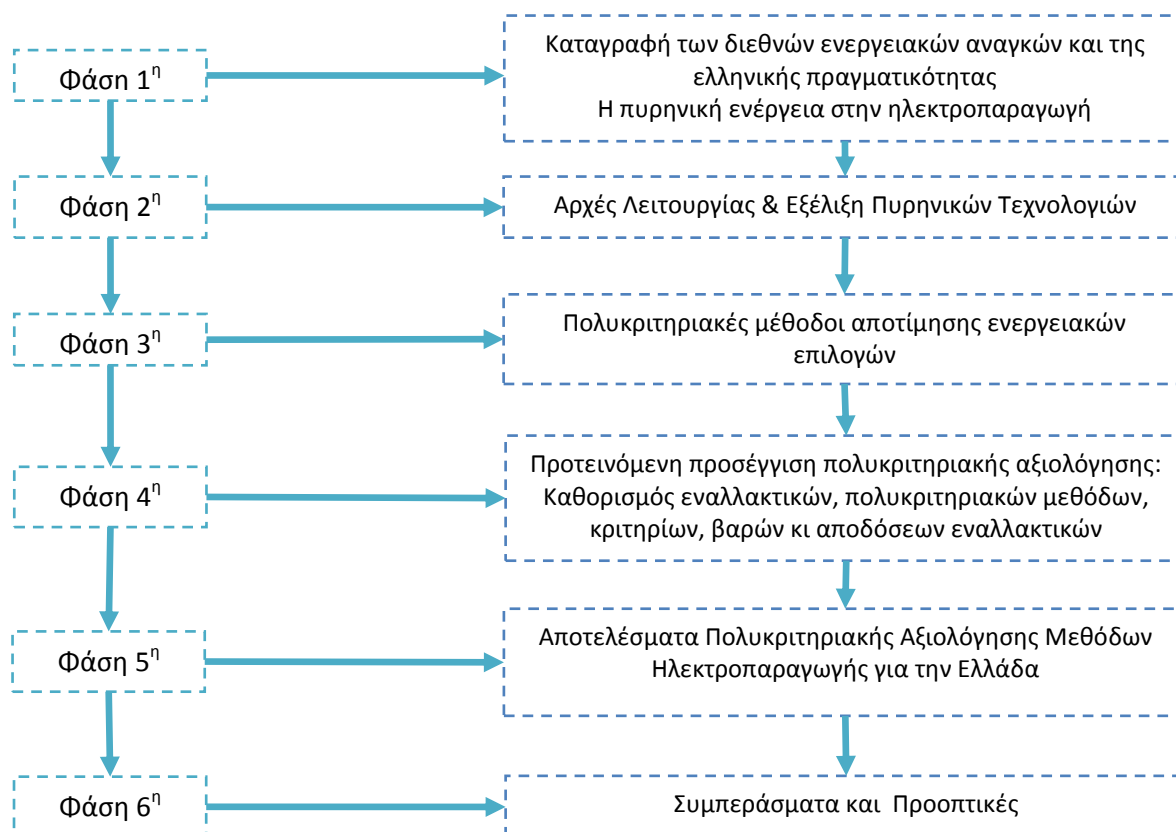 Φάση 1η
Καταγραφή των διεθνών ενεργειακών αναγκών και της
ελληνικής πραγματικότητας
Η πυρηνική ενέργεια στην ηλεκτροπαραγωγή
Φάση 2η
Αρχές Λειτουργίας & Εξέλιξη Πυρηνικών Τεχνολογιών
Φάση 3η
Πολυκριτηριακές μέθοδοι αποτίμησης ενεργειακών
επιλογών
Φάση 4η
Προτεινόμενη προσέγγιση πολυκριτηριακής αξιολόγησης:
Καθορισμός εναλλακτικών, πολυκριτηριακών μεθόδων,
κριτηρίων, βαρών κι αποδόσεων εναλλακτικών
Φάση 5η
Αποτελέσματα Πολυκριτηριακής Αξιολόγησης Μεθόδων
Ηλεκτροπαραγωγής για την Ελλάδα
Φάση 6η
Συμπεράσματα και Προοπτικές